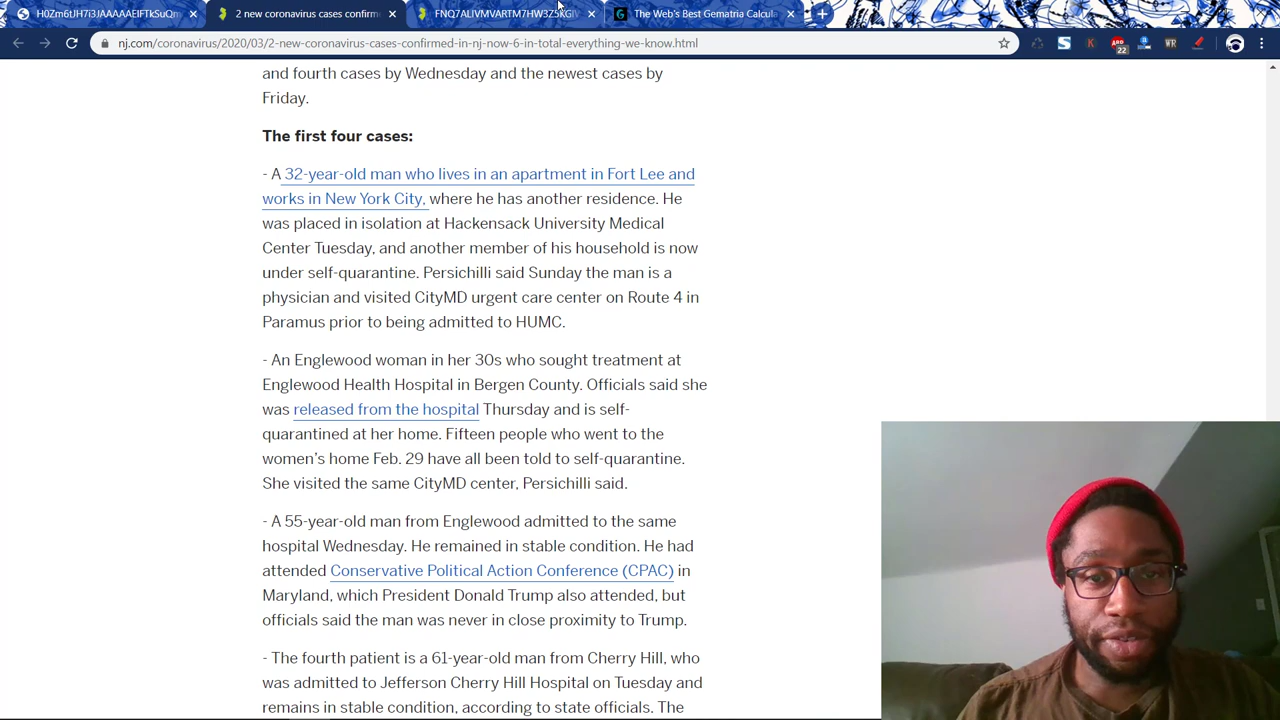 H0Zm6tJH7i3JAAAAAElFTkSuQm
2 new coronavirus cases confirm
FNQ7ALIVMVARTM7HW3Z5KGIV
The Web's Best Gematria Calcula
nj.com/coronavirus/2020/03/2-new-coronavirus-cases-confirmed-in-nj-now-6-in-total-everything-we-know.html
22
WR
and fourth cases by Wednesday and the newest cases by
Friday.
The first four cases:
- A 32-year-old man who lives in an apartment in Fort Lee and
works in New York City, where he has another residence. He
was placed in isolation at Hackensack University Medical
Center Tuesday, and another member of his household is now
under self-quarantine. Persichilli said Sunday the man is a
physician and visited CityMD urgent care center on Route 4 in
Paramus prior to being admitted to HUMC.
- An Englewood woman in her 30s who sought treatment at
Englewood Health Hospital in Bergen County. Officials said she
was released from the hospital Thursday and is self-
quarantined at her home. Fifteen people who went to the
women's home Feb. 29 have all been told to self-quarantine.
She visited the same CityMD center, Persichilli said.
- A 55-year-old man from Englewood admitted to the same
hospital Wednesday. He remained in stable condition. He had
attended Conservative Political Action Conference (CPAC) in
Maryland, which President Donald Trump also attended, but
officials said the man was never in close proximity to Trump.
- The fourth patient is a 61-year-old man from Cherry Hill, who
was admitted to Jefferson Cherry Hill Hospital on Tuesday and
remains in stable condition, according to state officials. The